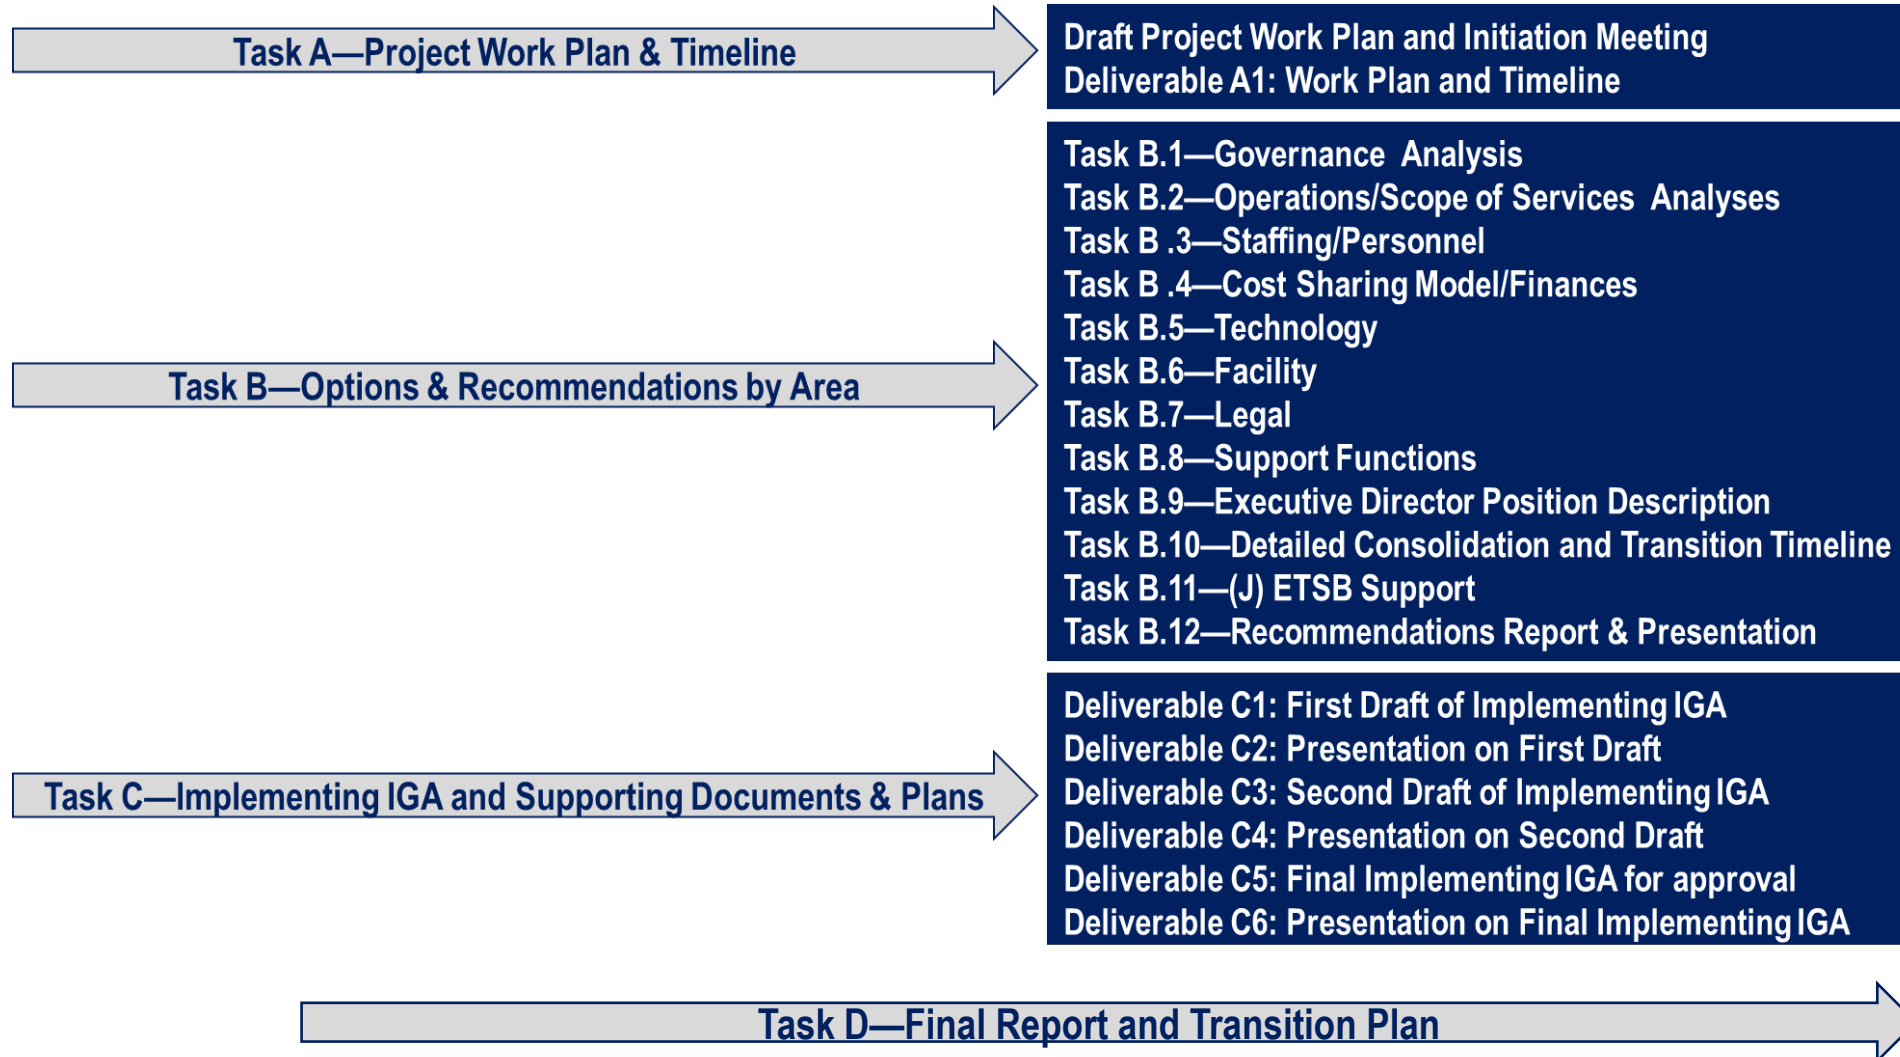 Task A—Project Work Plan & Timeline
Draft Project Work Plan and Initiation Meeting
Deliverable A1: Work Plan and Timeline
Task B—Options & Recommendations by Area
Task B.1—Governance  Analysis
Task B.2—Operations/Scope of Services  Analyses
Task B .3—Staffing/Personnel
Task B .4—Cost Sharing Model/Finances
Task B.5—Technology
Task B.6—Facility
Task B.7—Legal
Task B.8—Support Functions
Task B.9—Executive Director Position Description
Task B.10—Detailed Consolidation and Transition Timeline
Task B.11—(J) ETSB Support
Task B.12—Recommendations Report & Presentation
Task C—Implementing IGA and Supporting Documents & Plans
Deliverable C1: First Draft of Implementing IGA
Deliverable C2: Presentation on First Draft
Deliverable C3: Second Draft of Implementing IGA
Deliverable C4: Presentation on Second Draft
Deliverable C5: Final Implementing IGA for approval
Deliverable C6: Presentation on Final Implementing IGA
Task D—Final Report and Transition Plan